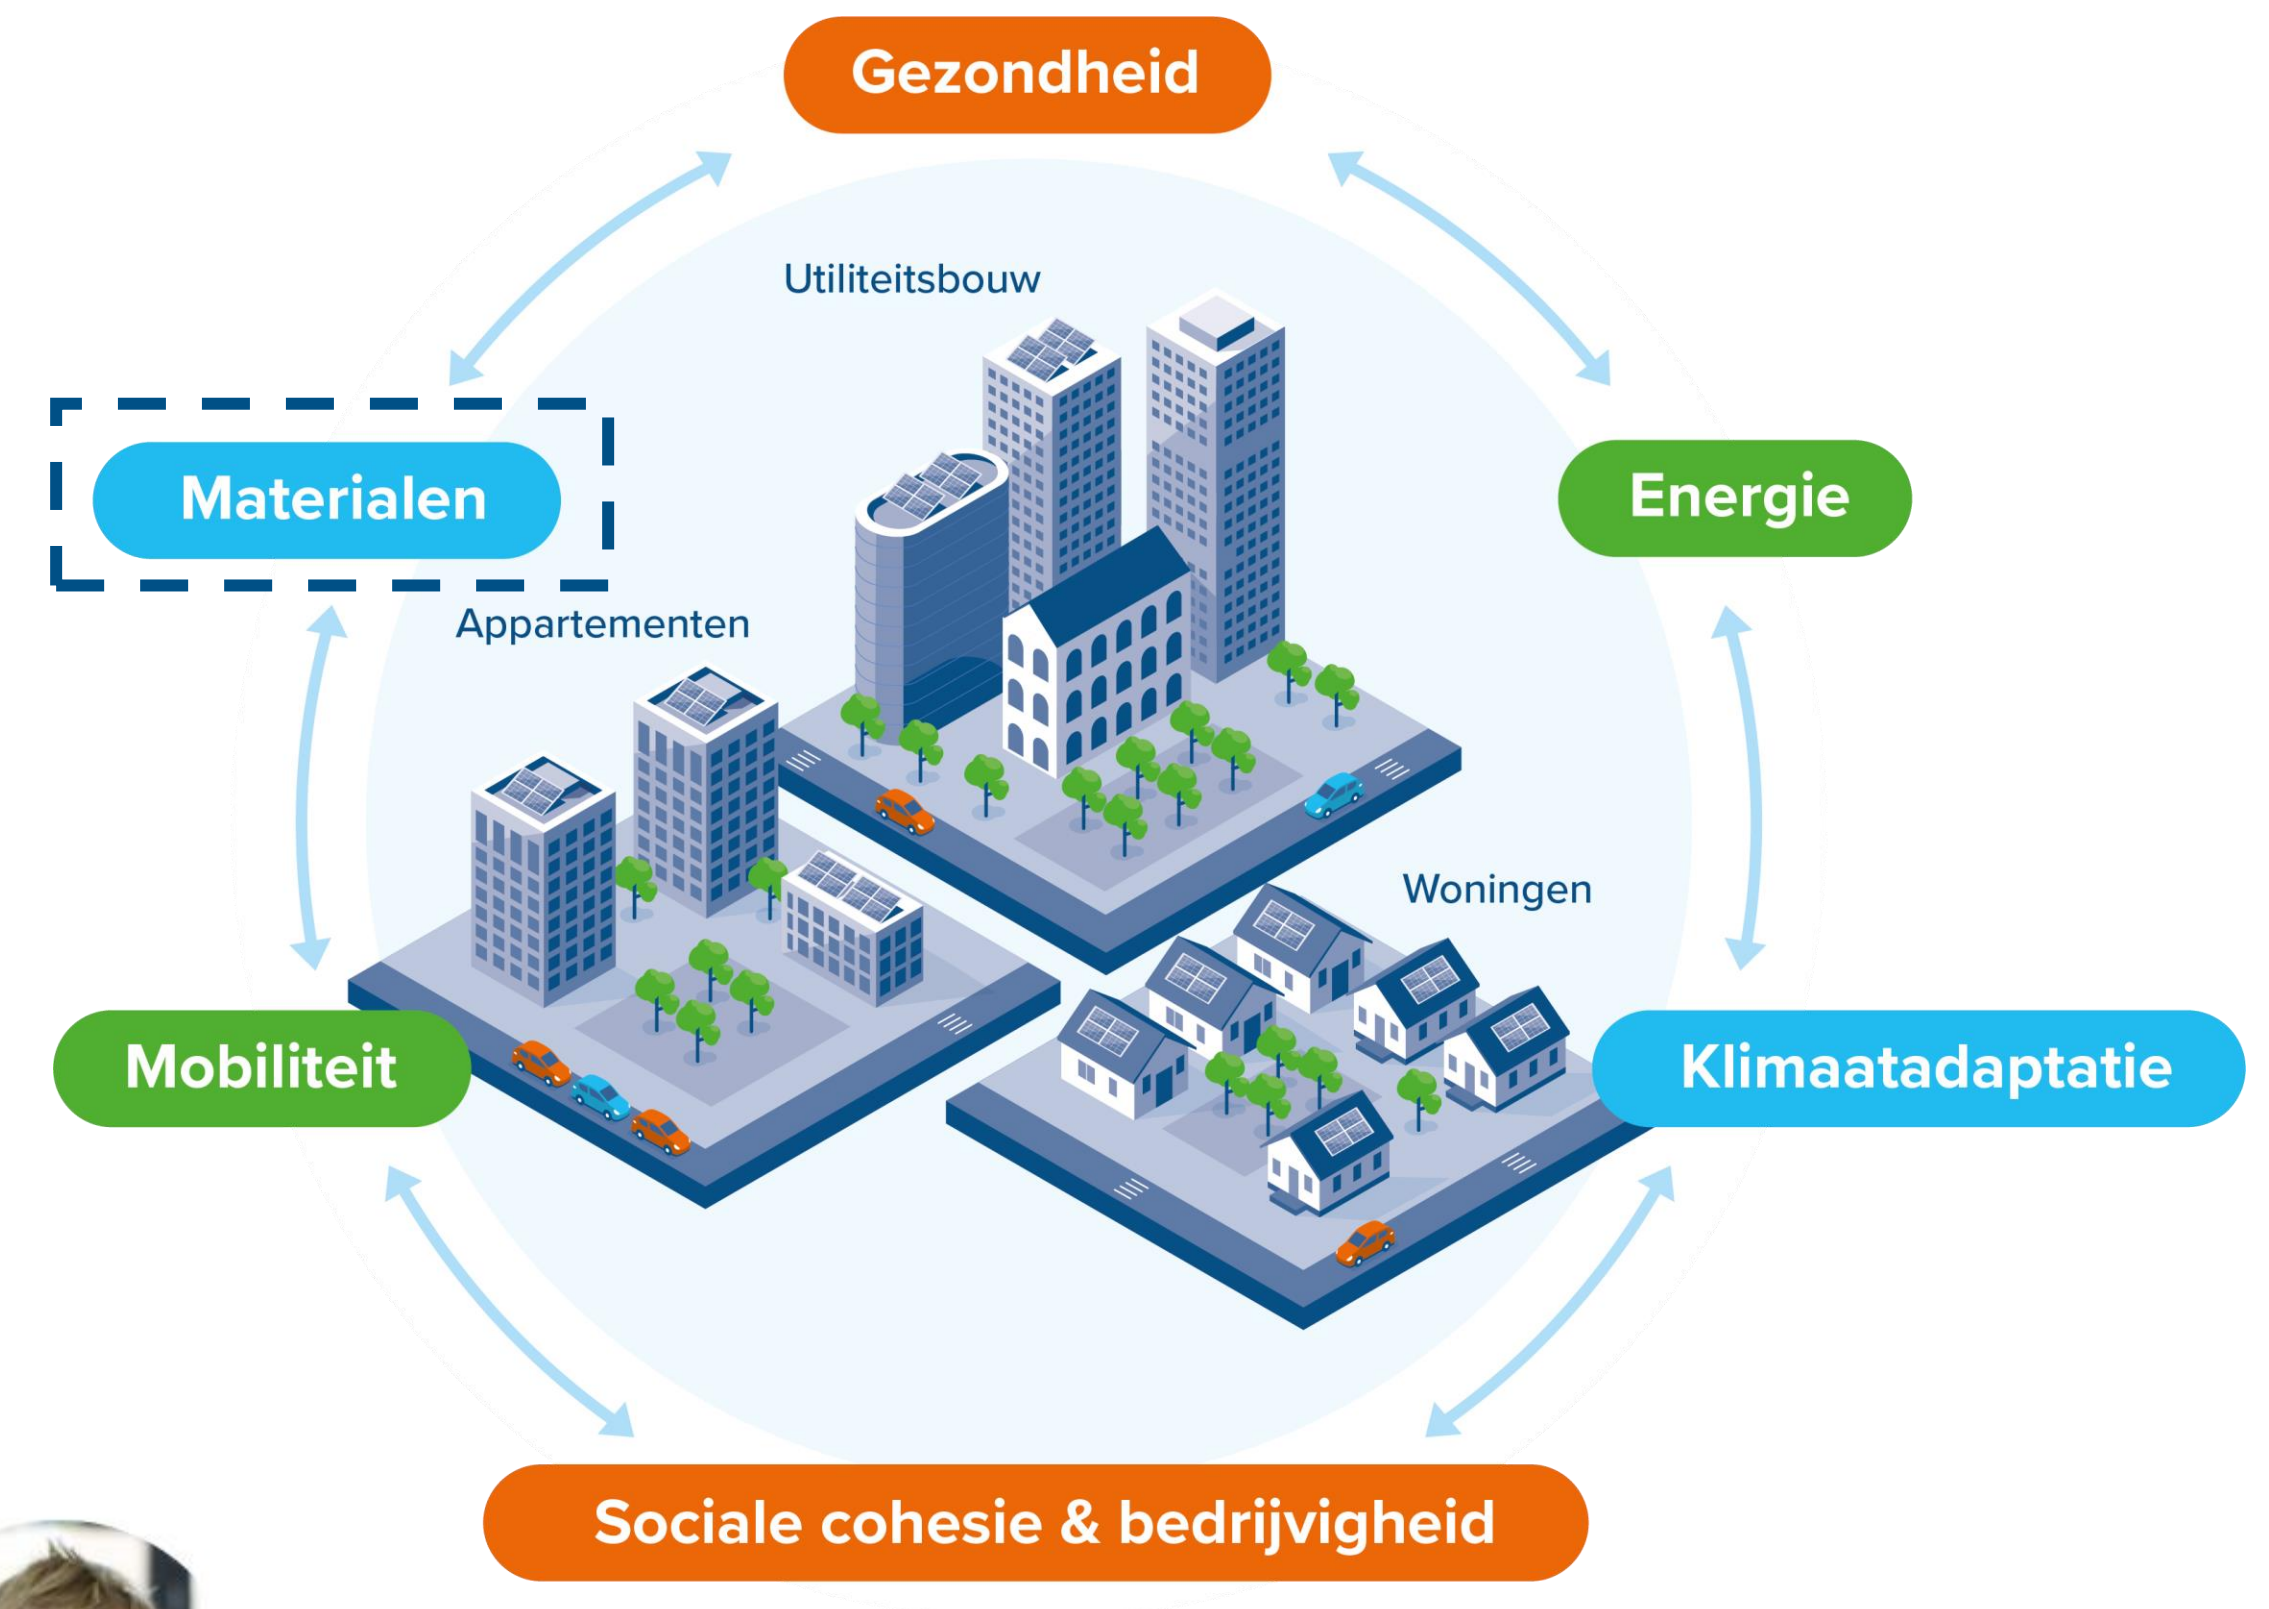 Gezondheid
Utiliteitsbouw
Materialen
Energie
Appartementen
Woningen
Mobiliteit
Klimaatadaptatie
Sociale cohesie & bedrijvigheid